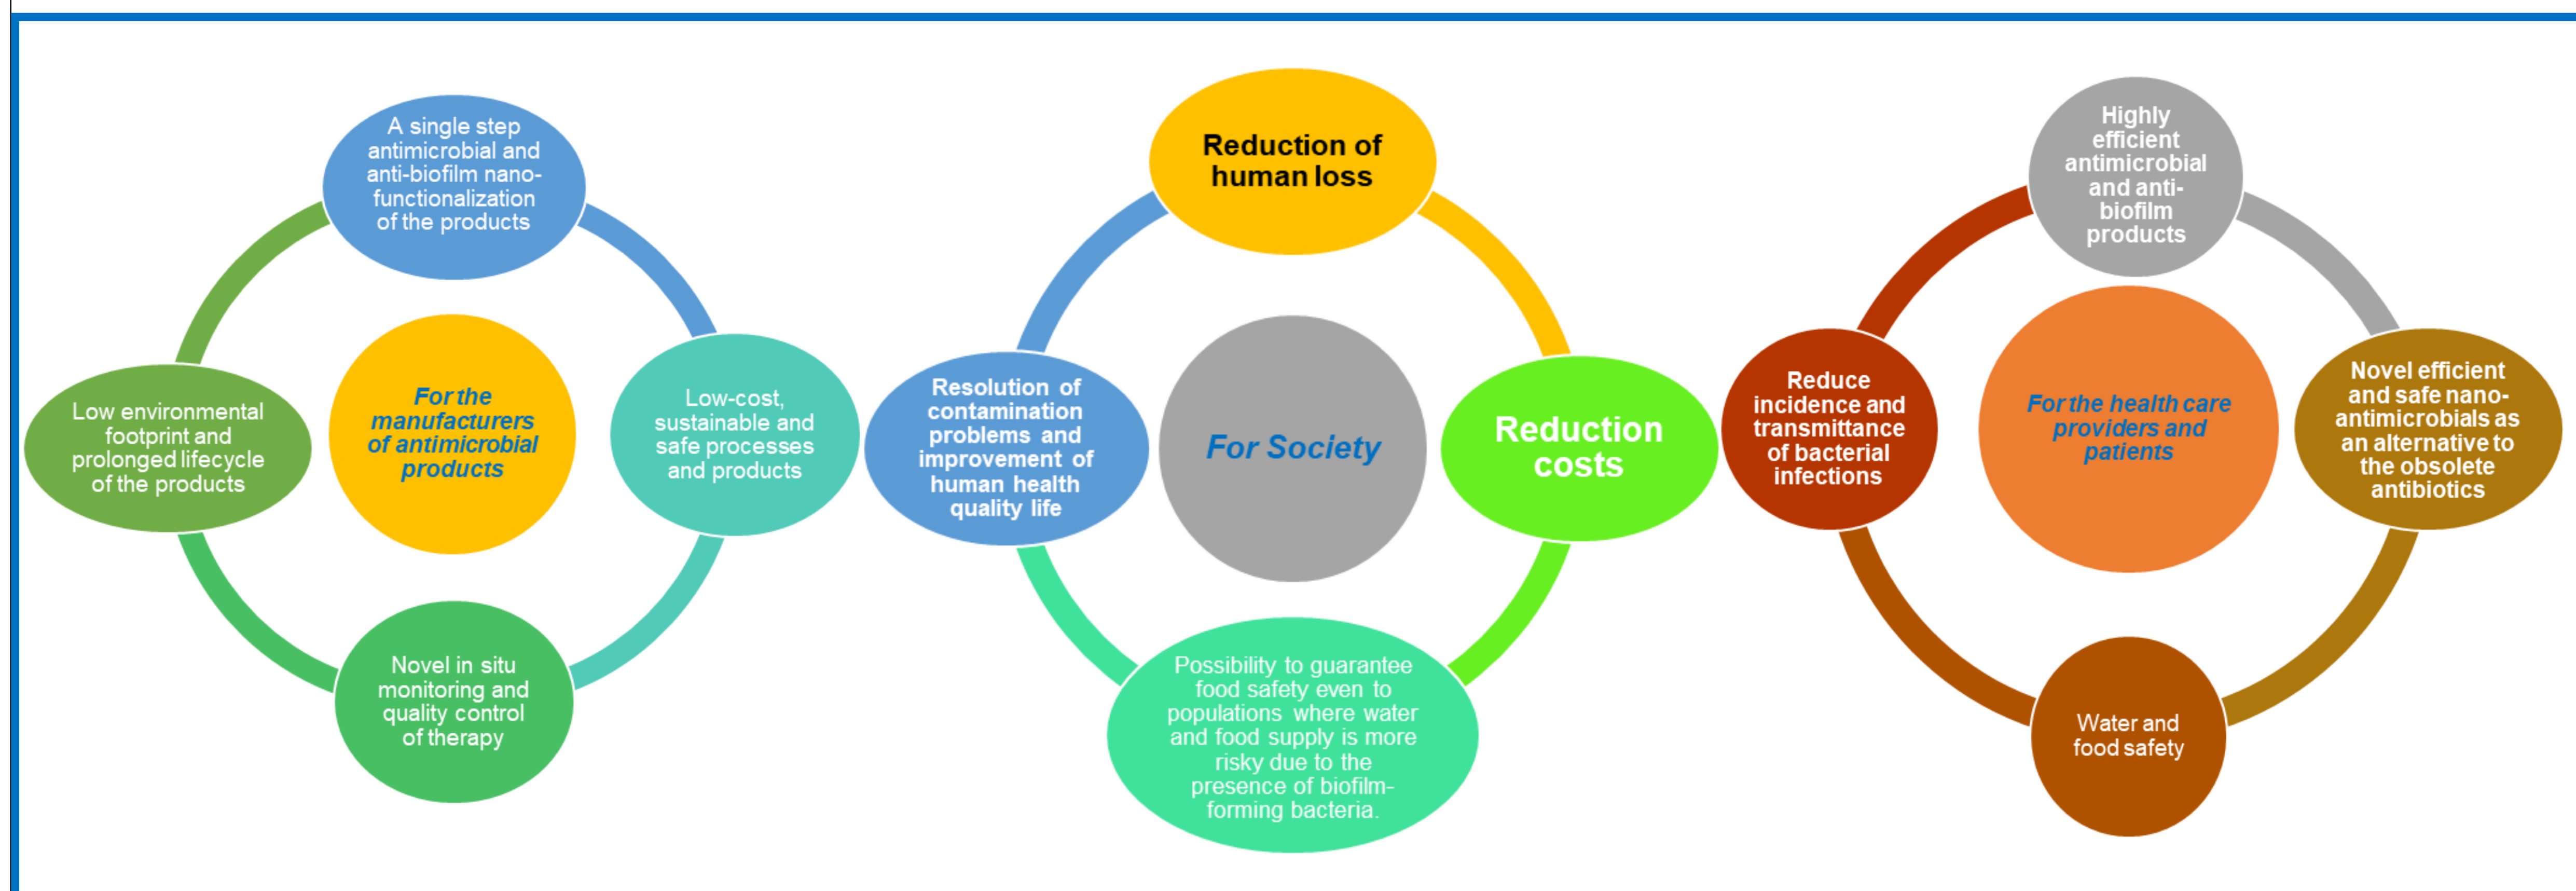 A single step
antimicrobial and
anti-biofilm nano-
functionalization
of the products
Low environmental
footprint and
prolonged lifecycle
of the products
For the
manufacturers
of antimicrobial
products
Low-cost,
sustainable and
safe processes
and products
Novel in situ
monitoring and
quality control
of therapy
Reduction of
human loss
Resolution of
contamination
problems and
improvement of
human health
quality life
For Society
Reduction
costs
Possibility to guarantee
food safety even to
populations where water
and food supply is more
risky due to the
presence of biofilm-
forming bacteria.
Highly
efficient
antimicrobial
and anti-
biofilm
products
Reduce
incidence and
transmittance
of bacterial
infections
For the health care
providers and
patients
Novel efficient
and safe nano-
antimicrobials as
an alternative to
the obsolete
antibiotics
Water and
food safety